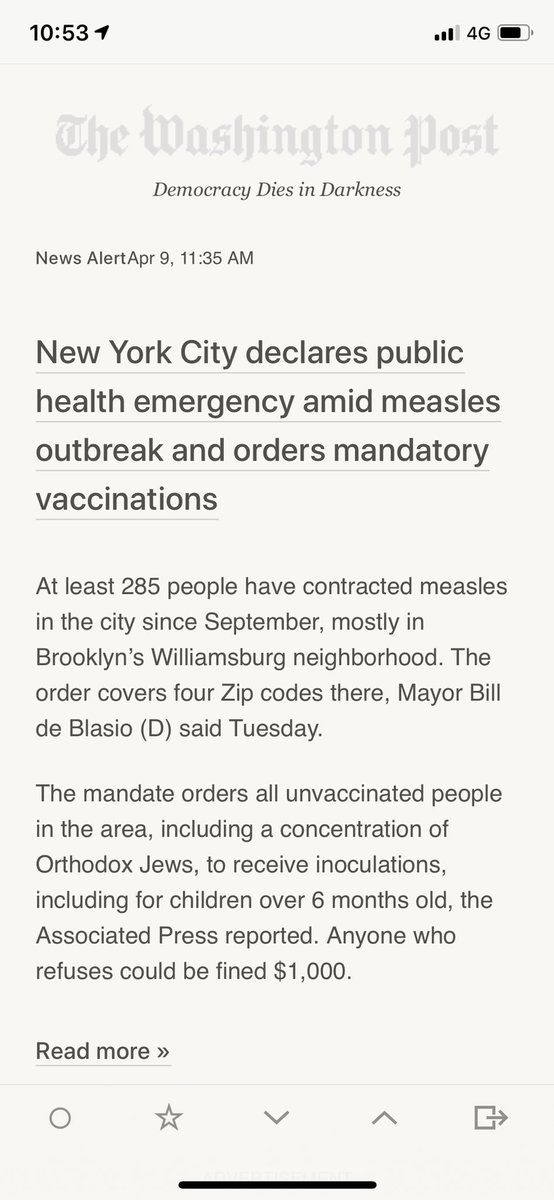 10:53
4G
The Washington Post
Democracy Dies in Darkness
News AlertApr 9, 11:35 AM
New York City declares public
health emergency amid measles
outbreak and orders mandatory
vaccinations
At least 285 people have contracted measles
in the city since September, mostly in
Brooklyn’s Williamsburg neighborhood. The
order covers four Zip codes there, Mayor Bill
de Blasio (D) said Tuesday.
The mandate orders all unvaccinated people
in the area, including a concentration of
Orthodox Jews, to receive inoculations,
including for children over 6 months old, the
Associated Press reported. Anyone who
refuses could be fined $1,000.
Read more »
ADVERTISEMENT